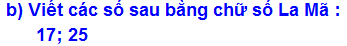 b) Viết các số sau bằng chữ số La Mã :
17; 25